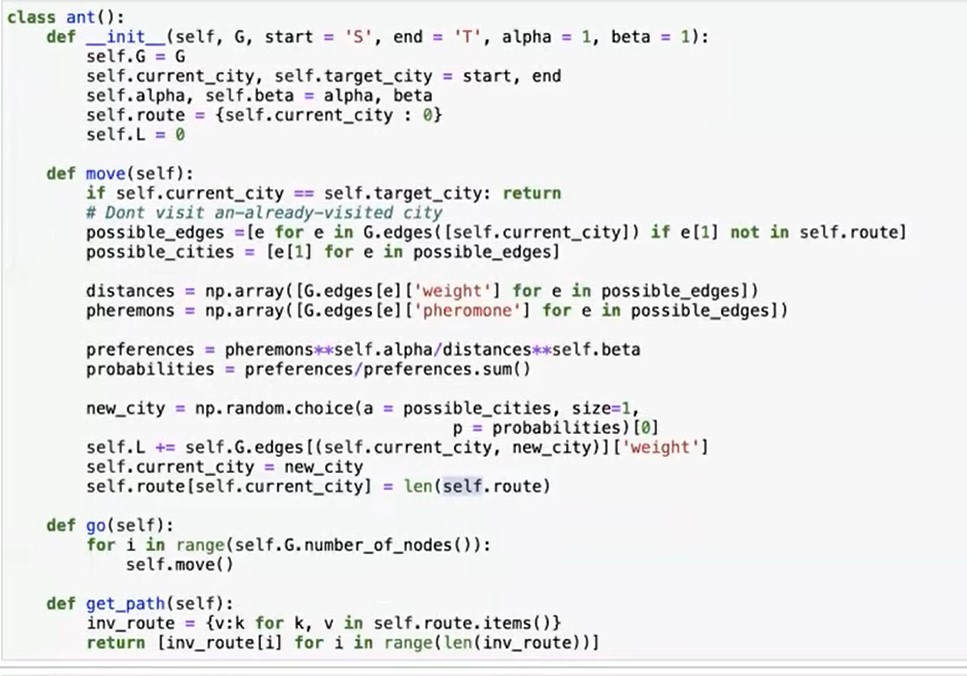 class ant():
    def __init__(self, G, start = 'S', end = 'T', alpha = 1, beta = 1):
        self.G = G
        self.current_city, self.target_city = start, end
        self.alpha, self.beta = alpha, beta
        self.route = {self.current_city : 0}
        self.L = 0
    def move(self):
        if self.current_city == self.target_city: return
        # Dont visit an-already-visited city
        possible_edges =[e for e in G.edges([self.current_city]) if e[1] not in self.route]
        possible_cities = [e[1] for e in possible_edges]
        distances = np.array([G.edges[e]['weight'] for e in possible_edges])
        pheremons = np.array([G.edges[e]['pheromone'] for e in possible_edges])
        preferences = pheremons**self.alpha/distances**self.beta
        probabilities = preferences/preferences.sum()
        new_city = np.random.choice(a = possible_cities, size=1,
                                    p = probabilities)[0]
        self.L += self.G.edges[(self.current_city, new_city)]['weight']
        self.current_city = new_city
        self.route[self.current_city] = len(self.route)
    def go(self):
        for i in range(self.G.number_of_nodes()):
            self.move()
    def get_path(self):
        inv_route = {v:k for k, v in self.route.items()}
        return [inv_route[i] for i in range(len(inv_route))]